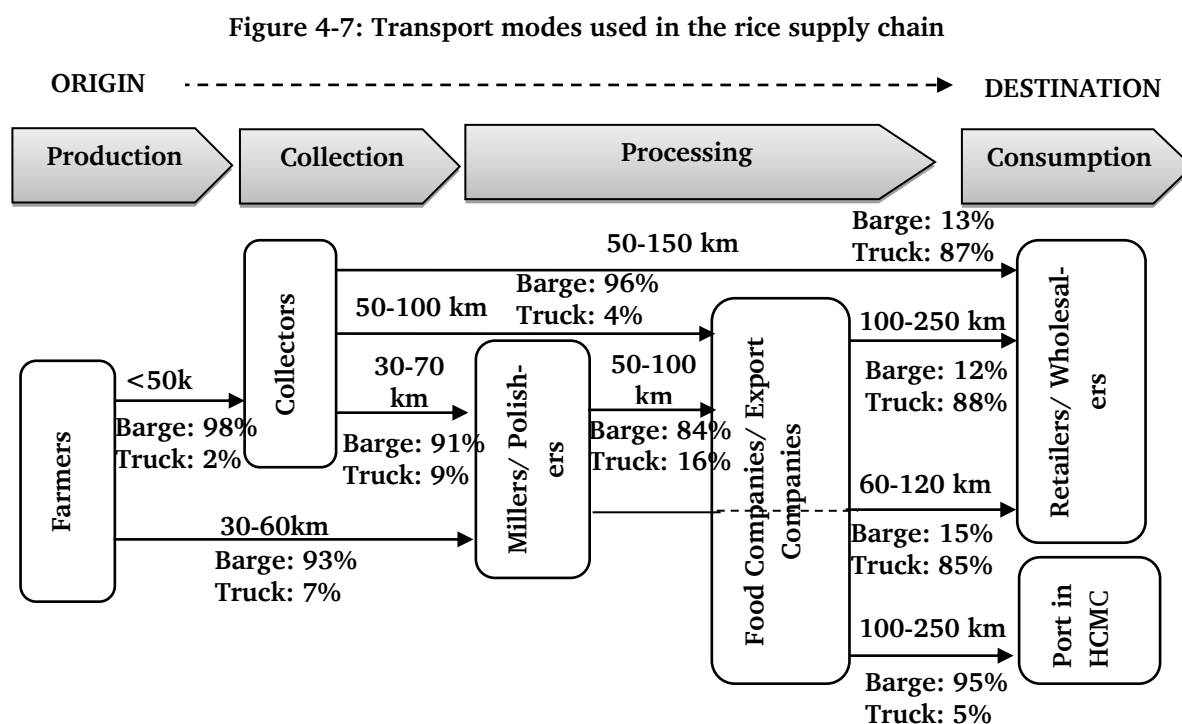 Figure 4-7: Transport modes used in the rice supply chain
ORIGIN
DESTINATION
Production
Collection
Processing
Consumption
Barge: 13%
Truck: 87%
50-150 km
Barge: 96%
Truck: 4%
50-100 km
100-250 km
Barge: 12%
Truck: 88%
<50k
Barge: 98%
Truck: 2%
30-70
km
Barge: 91%
Truck: 9%
50-100
km
Barge: 84%
Truck: 16%
60-120 km
Barge: 15%
Truck: 85%
30-60km
Barge: 93%
Truck: 7%
100-250 km
Barge: 95%
Truck: 5%
Farmers
Collectors
Millers/ Polish-
ers
Food Companies/ Export
Companies
Retailers/ Wholesal-
ers
Port in
HCMC